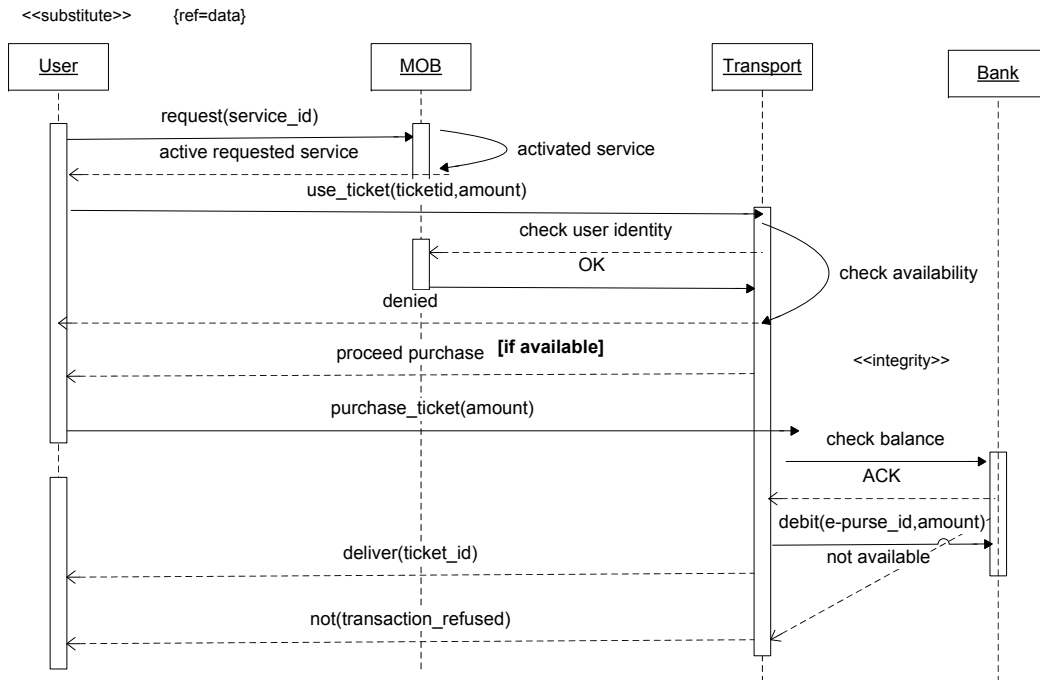 <<substitute>> {ref=data}
User MOB Transport Bank
request(service_id)
activated service
active requested service
use_ticket(ticketid,amount)
check user identity
OK
check availability
denied
[if available]
proceed purchase
<<integrity>>
purchase_ticket(amount)
check balance
ACK
debit(e-purse_id,amount)
deliver(ticket_id)
not available
not(transaction_refused)